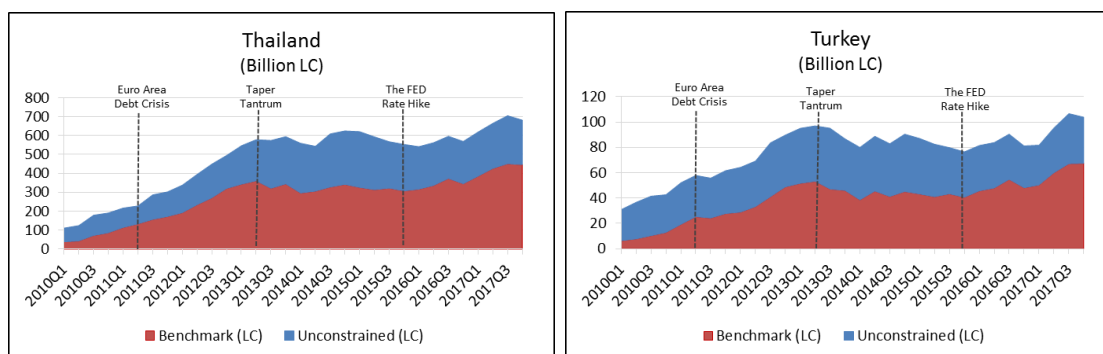 Thailand
(Billion LC)
Euro Area
Debt Crisis
Taper
Tantrum
The FED
Rate Hike
800
700
600
500
400
300
200
100
0
2010Q1
2010Q3
2011Q1
2011Q3
2012Q1
2012Q3
2013Q1
2013Q3
2014Q1
2014Q3
2015Q1
2015Q3
2016Q1
2016Q3
2017Q1
2017Q3
Benchmark (LC)
Unconstrained (LC)
Turkey
(Billion LC)
Euro Area
Debt Crisis
Taper
Tantrum
The FED
Rate Hike
120
100
80
60
40
20
0
2010Q1
2010Q3
2011Q1
2011Q3
2012Q1
2012Q3
2013Q1
2013Q3
2014Q1
2014Q3
2015Q1
2015Q3
2016Q1
2016Q3
2017Q1
2017Q3
Benchmark (LC)
Unconstrained (LC)